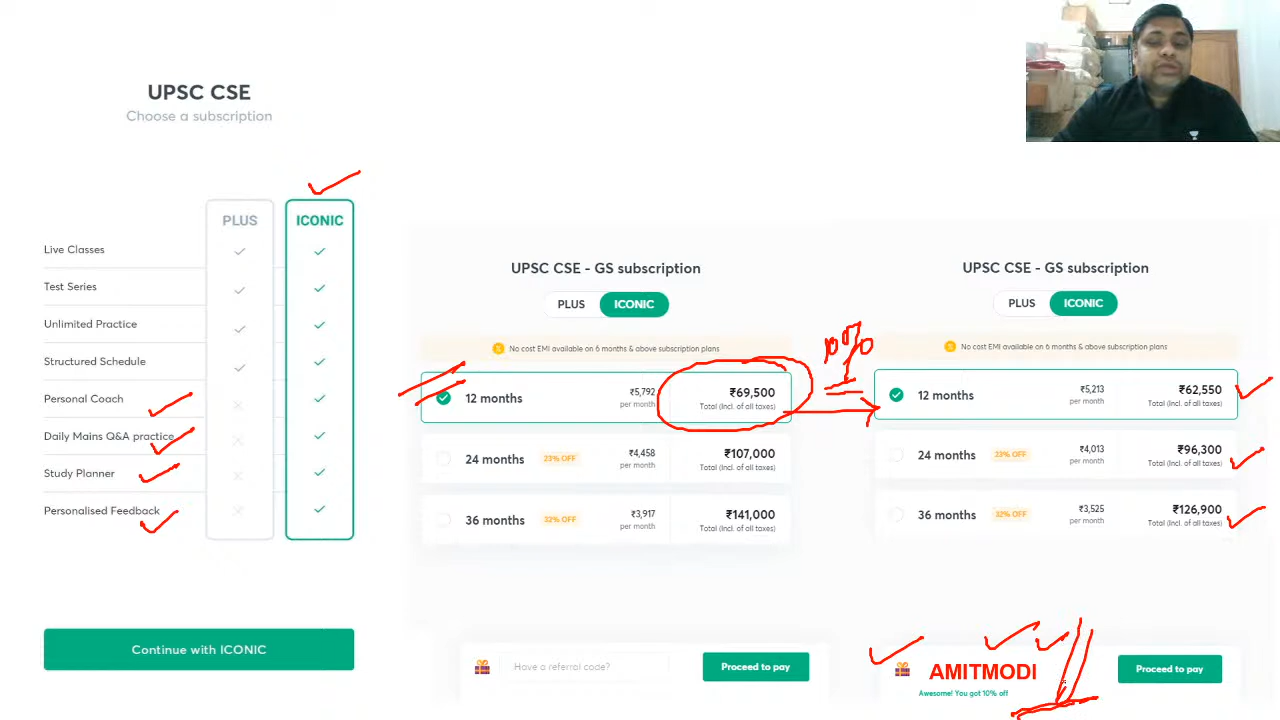 UPSC CSE
Choose a subscription
PLUS ICONIC
Live Classes
Test Series
Unlimited Practice
Structured Schedule
Personal Coach
Daily Mains Q&A practice
Study Planner
Personalised Feedback
Continue with ICONIC
UPSC CSE - GS subscription
PLUS ICONIC
No cost EMI available on 6 months & above subscription plans
12 months ₹5,792 per month ₹69,500 Total (Incl. of all taxes)
24 months 23% OFF ₹4,458 per month ₹107,000 Total (Incl. of all taxes)
36 months 32% OFF ₹3,917 per month ₹141,000 Total (Incl. of all taxes)
Have a referral code? Proceed to pay
10%
UPSC CSE - GS subscription
PLUS ICONIC
No cost EMI available on 6 months & above subscription plans
12 months ₹5,213 per month ₹62,550 Total (Incl. of all taxes)
24 months 23% OFF ₹4,013 per month ₹96,300 Total (Incl. of all taxes)
36 months 32% OFF ₹3,525 per month ₹126,900 Total (Incl. of all taxes)
AMITMODI Proceed to pay
Awesome! You got 10% off